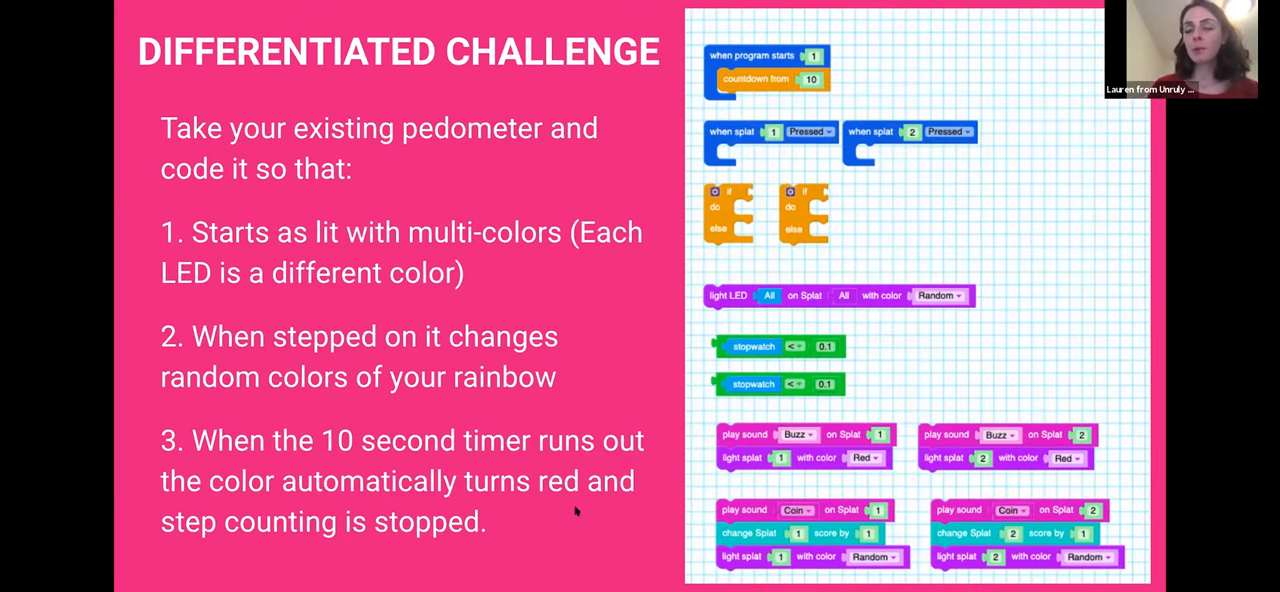 DIFFERENTIATED CHALLENGE
Take your existing pedometer and
code it so that:
1. Starts as lit with multi-colors (Each
LED is a different color)
2. When stepped on it changes
random colors of your rainbow
3. When the 10 second timer runs out
the color automatically turns red and
step counting is stopped.
when program starts 1
countdown from 10
when splat 1 Pressed
when splat 2 Pressed
if
do
else
if
do
else
light LED All on Splat All with color Random
stopwatch < 0.1
stopwatch < 0.1
play sound Buzz on Splat 1
light splat 1 with color Red
play sound Buzz on Splat 2
light splat 2 with color Red
play sound Coin on Splat 1
change Splat 1 score by 1
light splat 1 with color Random
play sound Coin on Splat 2
change Splat 2 score by 1
light splat 2 with color Random
Lauren from Unruly ...